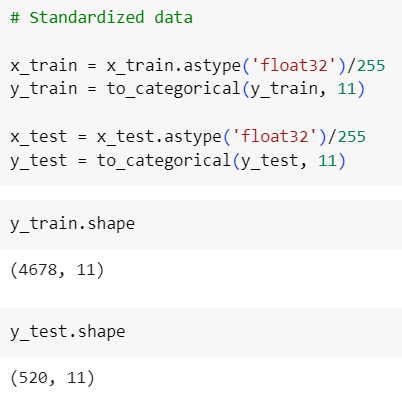 # Standardized data
x_train = x_train.astype('float32')/255
y_train = to_categorical(y_train, 11)
x_test = x_test.astype('float32')/255
y_test = to_categorical(y_test, 11)
y_train.shape
(4678, 11)
y_test.shape
(520, 11)